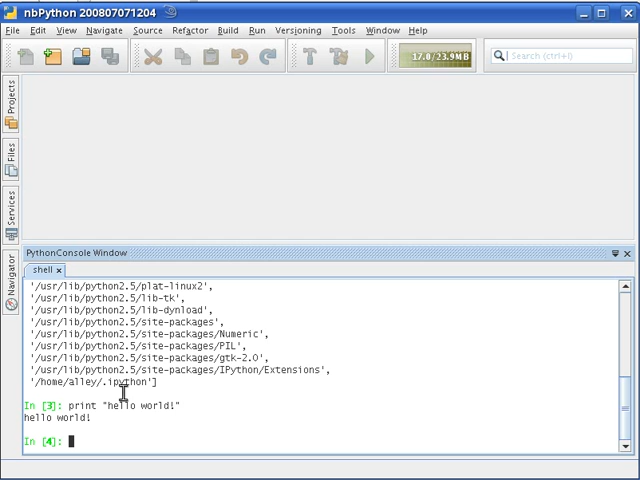 nbPython 200807071204
File Edit View Navigate Source Refactor Build Run Versioning Tools Window Help
17.0/23.9MB
Search (ctrl+f)
Projects
Files
Services
Navigator
PythonConsole Window
shell
'/usr/lib/python2.5/plat-linux2',
'/usr/lib/python2.5/lib-tk',
'/usr/lib/python2.5/lib-dynload',
'/usr/lib/python2.5/site-packages',
'/usr/lib/python2.5/site-packages/Numeric',
'/usr/lib/python2.5/site-packages/PIL',
'/usr/lib/python2.5/site-packages/gtk-2.0',
'/usr/lib/python2.5/site-packages/IPython/Extensions',
'/home/alley/.ipython']
In [3]: print "hello world!"
hello world!
In [4]: